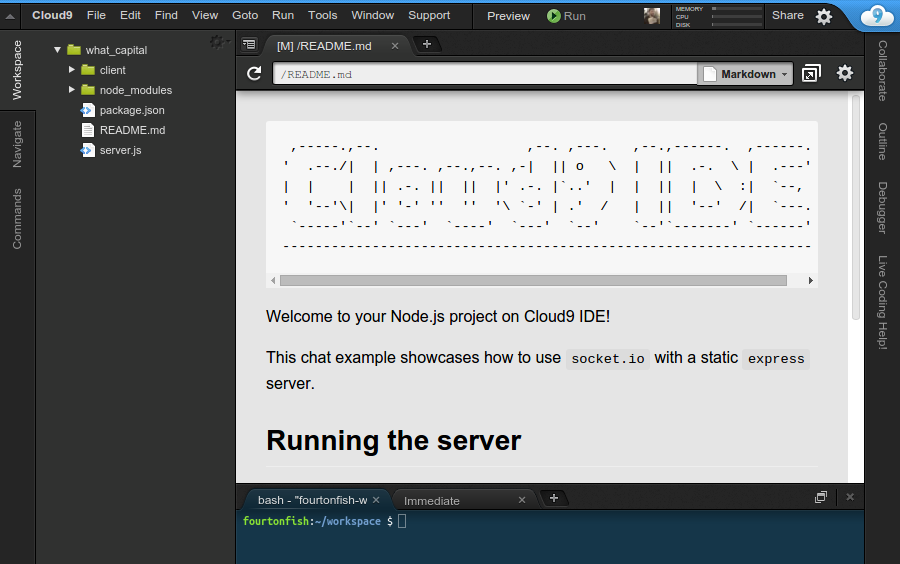 Cloud9 File Edit Find View Goto Run Tools Window Support Preview Run MEMORY CPU DISK Share 9
Workspace
Navigate
Commands
what_capital
client
node_modules
package.json
README.md
server.js
[M] /README.md
/README.md Markdown
 ,-----.,--.                  ,--. ,---.   ,--.,------.  ,------.
'  .--./|  | ,---. ,--.,--. ,-|  || o   \  |  ||  .-.  \ |  .---'
|  |    |  || .-. ||  ||  |' .-. |`..'  |  |  ||  |  \  :|  `--,
'  '--'\|  |' '-' ''  ''  '\ `-' | .'  /   |  ||  '--'  /|  `---.
 `-----'`--' `---'  `----'  `---'  `--'    `--'`-------' `------'
-----------------------------------------------------------------
Welcome to your Node.js project on Cloud9 IDE!
This chat example showcases how to use socket.io with a static express
server.
Running the server
bash - "fourtonfish-w Immediate
fourtonfish:~/workspace $
Collaborate
Outline
Debugger
Live Coding Help!